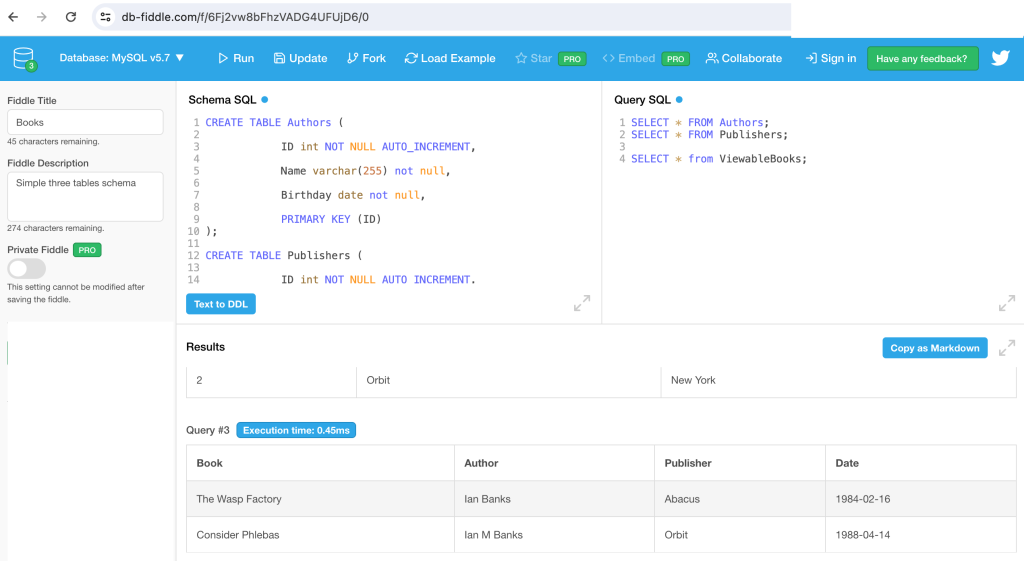 db-fiddle.com/f/6Fj2vw8bFhzVADG4UFUjD6/0
3
Database: MySQL v5.7 ▼
Run
Update
Fork
Load Example
Star PRO
Embed PRO
Collaborate
Sign in
Have any feedback?
Fiddle Title
Books
45 characters remaining.
Fiddle Description
Simple three tables schema
274 characters remaining.
Private Fiddle PRO
This setting cannot be modified after
saving the fiddle.
Schema SQL
1 CREATE TABLE Authors (
2
3 ID int NOT NULL AUTO_INCREMENT,
4
5 Name varchar(255) not null,
6
7 Birthday date not null,
8
9 PRIMARY KEY (ID)
10 );
11
12 CREATE TABLE Publishers (
13
14 ID int NOT NULL AUTO INCREMENT.
Text to DDL
Query SQL
1 SELECT * FROM Authors;
2 SELECT * FROM Publishers;
3
4 SELECT * from ViewableBooks;
Results
Copy as Markdown
2 Orbit New York
Query #3 Execution time: 0.45ms
Book Author Publisher Date
The Wasp Factory Ian Banks Abacus 1984-02-16
Consider Phlebas Ian M Banks Orbit 1988-04-14